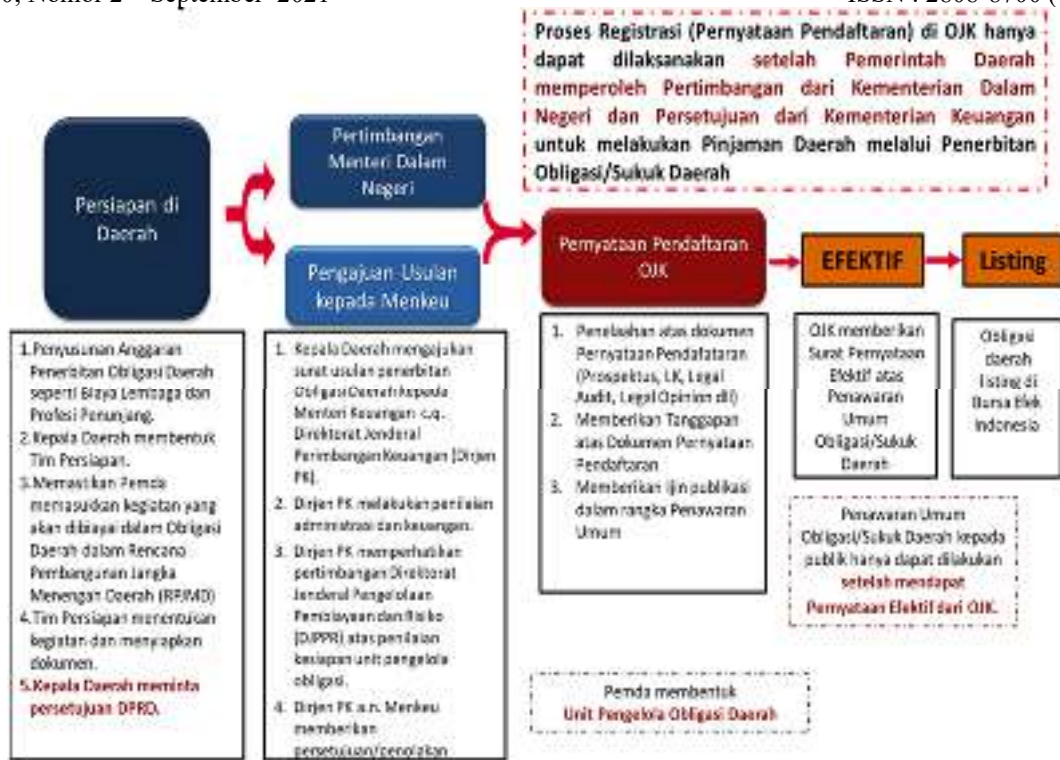 0, Nomor 2 – September 2021
ISSN : 2808-8700 (
Proses Registrasi (Pernyataan Pendaftaran) di OJK hanya
dapat dilaksanakan setelah Pemerintah Daerah
memperoleh Pertimbangan dari Kementerian Dalam
Negeri dan Persetujuan dari Kementerian Keuangan
untuk melakukan Pinjaman Daerah melalui Penerbitan
Obligasi/Sukuk Daerah
Persiapan di
Daerah
Pertimbangan
Menteri Dalam
Negeri
Pengajuan Usulan
kepada Menkeu
Pernyataan Pendaftaran
OJK
EFEKTIF
Listing
1.Penyusunan Anggaran
Penerbitan Obligasi Daerah
seperti Biaya Lembaga dan
Profesi Penunjang.
2.Kepala Daerah membentuk
Tim Persiapan.
3.Memastikan Pemda
memasukkan kegiatan yang
akan dibiayai dalam Obligasi
Daerah dalam Rencana
Pembangunan Jangka
Menengah Daerah (RPJMD)
4.Tim Persiapan menentukan
kegiatan dan menyiapkan
dokumen.
5.Kepala Daerah meminta
persetujuan DPRD.
1. Kepala Daerah mengajukan
surat usulan penerbitan
Obligasi Daerah kepada
Menteri Keuangan c.q.
Direktorat Jenderal
Perimbangan Keuangan (Dirjen
PK).
2. Dirjen PK melakukan penilaian
administrasi dan keuangan.
3. Dirjen PK memperhatikan
pertimbangan Direktorat
Jenderal Pengelolaan
Pembiayaan dan Risiko
(DJPPR) atas penilaian
kesiapan unit pengelola
obligasi.
4. Dirjen PK a.n. Menkeu
memberikan
persetujuan/penolakan
1. Penelaahan atas dokumen
Pernyataan Pendafataran
(Prospektus, LK, Legal
Audit, Legal Opinion dll)
2. Memberikan Tanggapan
atas Dokumen Pernyataan
Pendaftaran
3. Memberikan Ijin publikasi
dalam rangka Penawaran
Umum
OJK memberikan
Surat Pernyataan
Efektif atas
Penawaran
Umum
Obligasi/Sukuk
Daerah
Obligasi
daerah
listing di
Bursa Efek
Indonesia
Penawaran Umum
Obligasi/Sukuk Daerah kepada
publik hanya dapat dilakukan
setelah mendapat
Pernyataan Efektif dari OJK.
Pemda membentuk
Unit Pengelola Obligasi Daerah